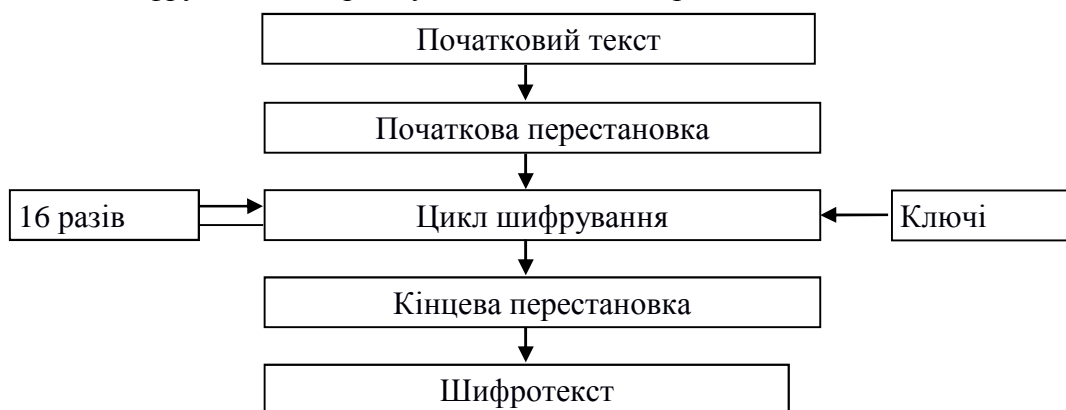 Початковий текст
Початкова перестановка
16 разів
Цикл шифрування
Ключі
Кінцева перестановка
Шифротекст